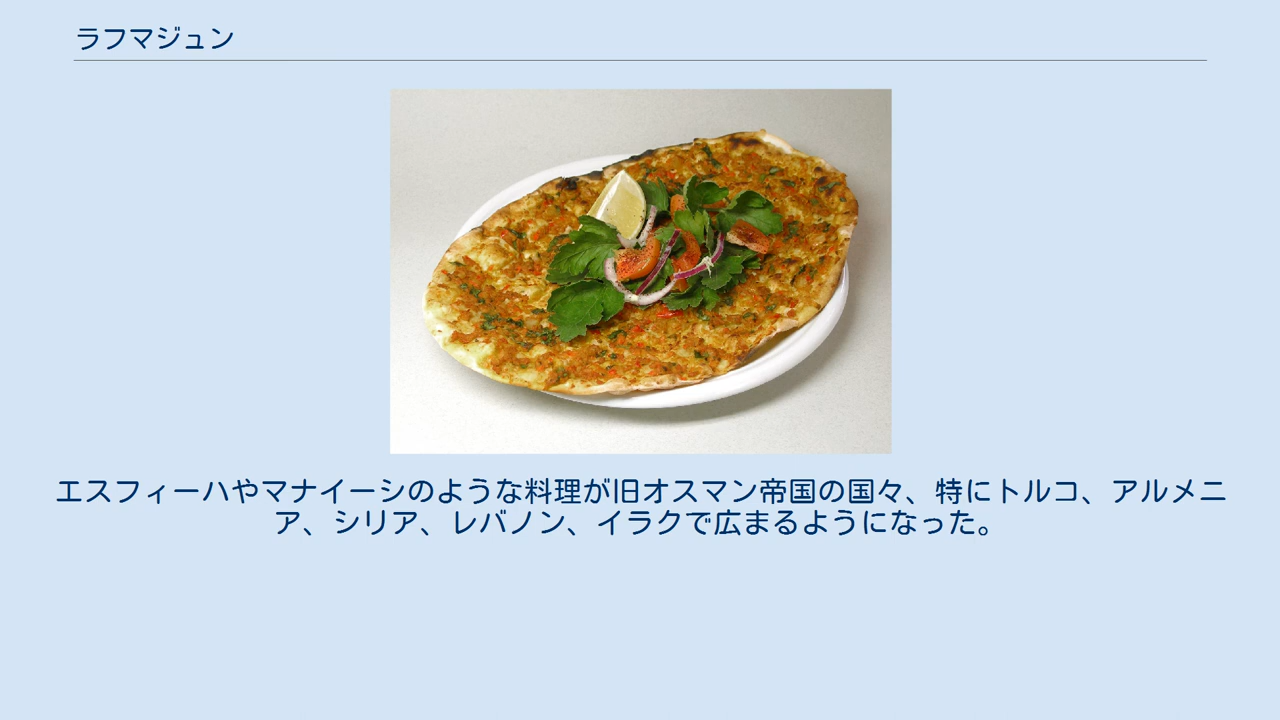 ラフマジュン
エスフィーハやマナイーシのような料理が旧オスマン帝国の国々、特にトルコ、アルメニ
ア、シリア、レバノン、イラクで広まるようになった。